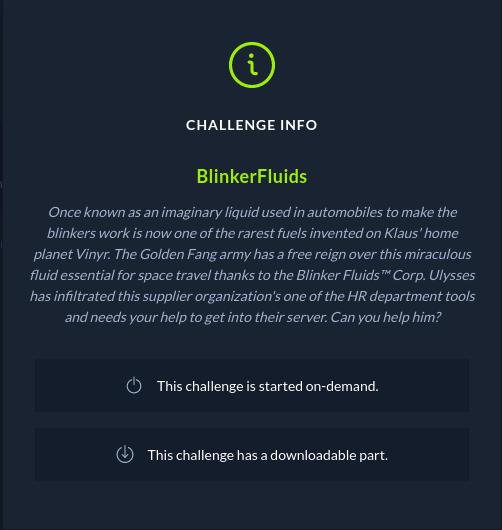 CHALLENGE INFO
BlinkerFluids
Once known as an imaginary liquid used in automobiles to make the
blinkers work is now one of the rarest fuels invented on Klaus' home
planet Vinyr. The Golden Fang army has a free reign over this miraculous
fluid essential for space travel thanks to the Blinker Fluids™ Corp. Ulysses
has infiltrated this supplier organization's one of the HR department tools
and needs your help to get into their server. Can you help him?
This challenge is started on-demand.
This challenge has a downloadable part.